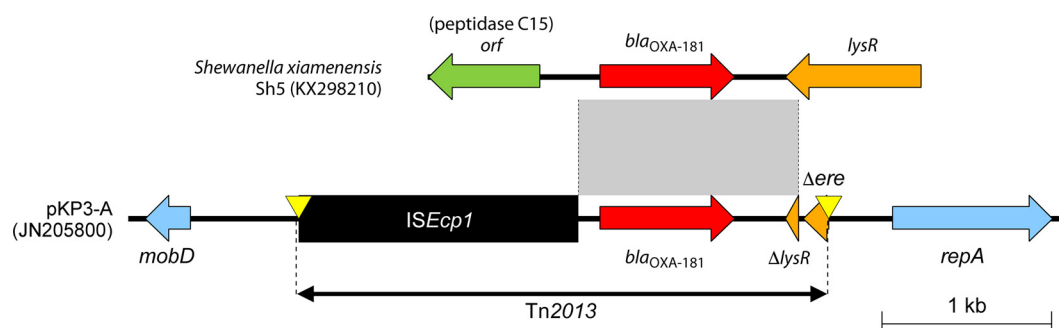 (peptidase C15)
orf
blaOXA-181
lysR
Shewanella xiamenensis
Sh5 (KX298210)
Δere
pKP3-A
(JN205800)
ISEcp1
mobD
blaOXA-181
ΔlysR
repA
Tn2013
1 kb